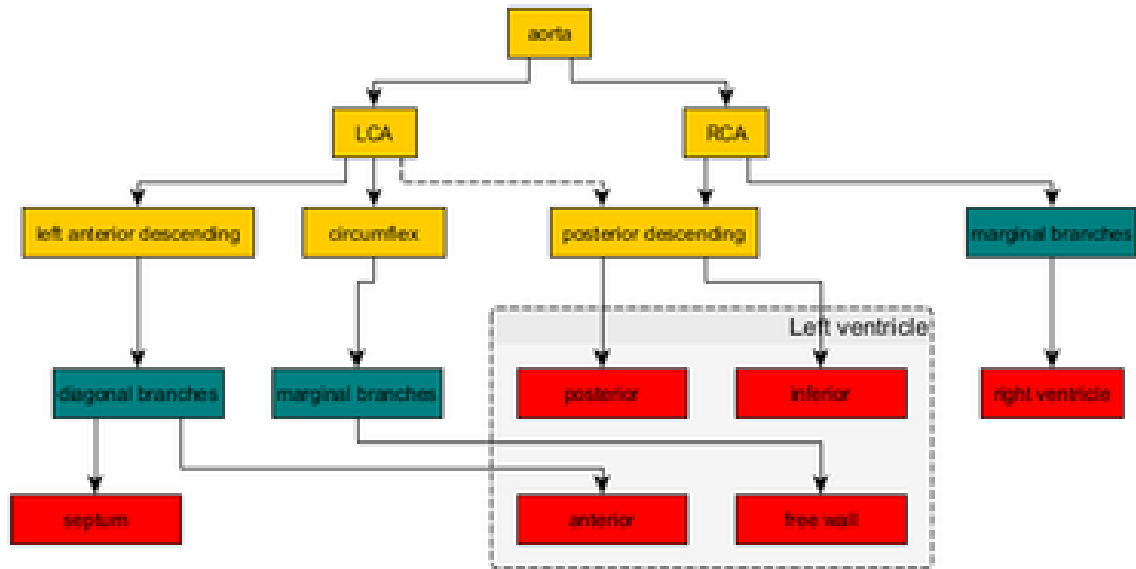 aorta
LCA
RCA
left anterior descending
circumflex
posterior descending
marginal branches
Left ventricle
diagonal branches
marginal branches
posterior
inferior
right ventricle
septum
anterior
free wall